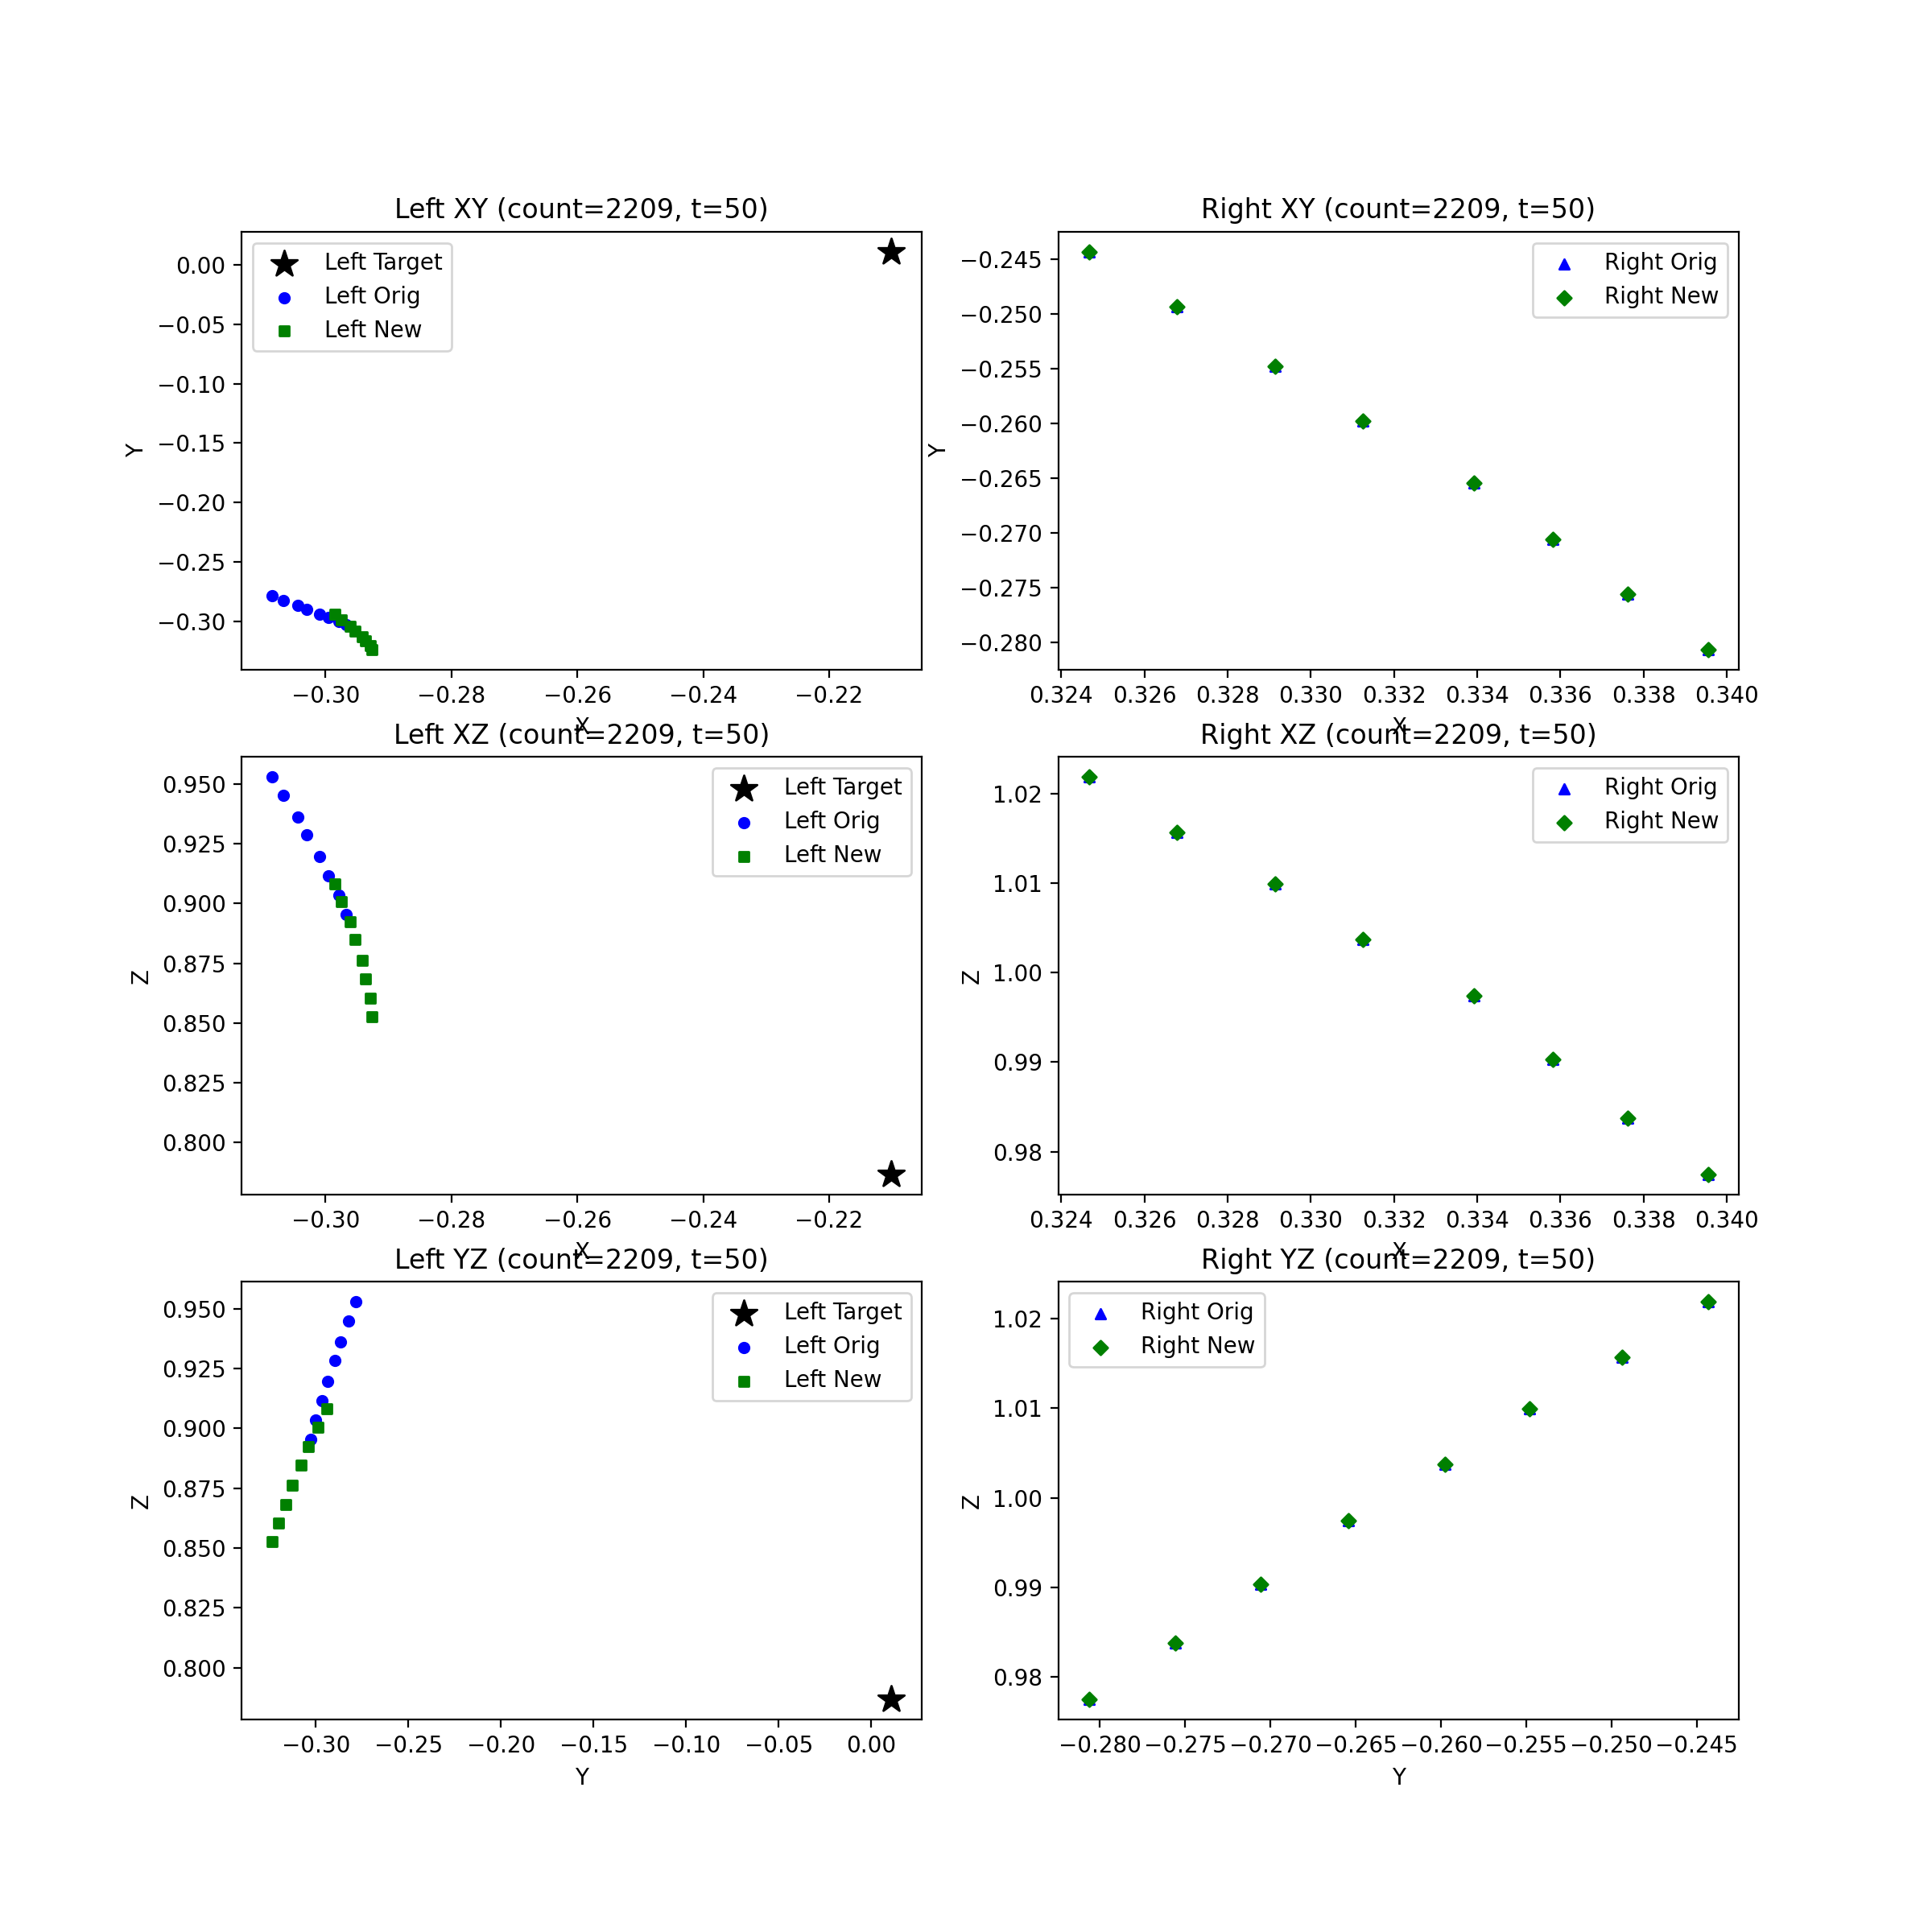 Left XY (count=2209, t=50)
Left Target
Left Orig
Left New
0.00
−0.05
−0.10
−0.15
−0.20
−0.25
−0.30
Y
−0.30 −0.28 −0.26 −0.24 −0.22
X
Right XY (count=2209, t=50)
Right Orig
Right New
−0.245
−0.250
−0.255
−0.260
−0.265
−0.270
−0.275
−0.280
Y
0.324 0.326 0.328 0.330 0.332 0.334 0.336 0.338 0.340
X
Left XZ (count=2209, t=50)
Left Target
Left Orig
Left New
0.950
0.925
0.900
0.875
0.850
0.825
0.800
Z
−0.30 −0.28 −0.26 −0.24 −0.22
X
Right XZ (count=2209, t=50)
Right Orig
Right New
1.02
1.01
1.00
0.99
0.98
Z
0.324 0.326 0.328 0.330 0.332 0.334 0.336 0.338 0.340
X
Left YZ (count=2209, t=50)
Left Target
Left Orig
Left New
0.950
0.925
0.900
0.875
0.850
0.825
0.800
Z
−0.30 −0.25 −0.20 −0.15 −0.10 −0.05 0.00
Y
Right YZ (count=2209, t=50)
Right Orig
Right New
1.02
1.01
1.00
0.99
0.98
Z
−0.280 −0.275 −0.270 −0.265 −0.260 −0.255 −0.250 −0.245
Y